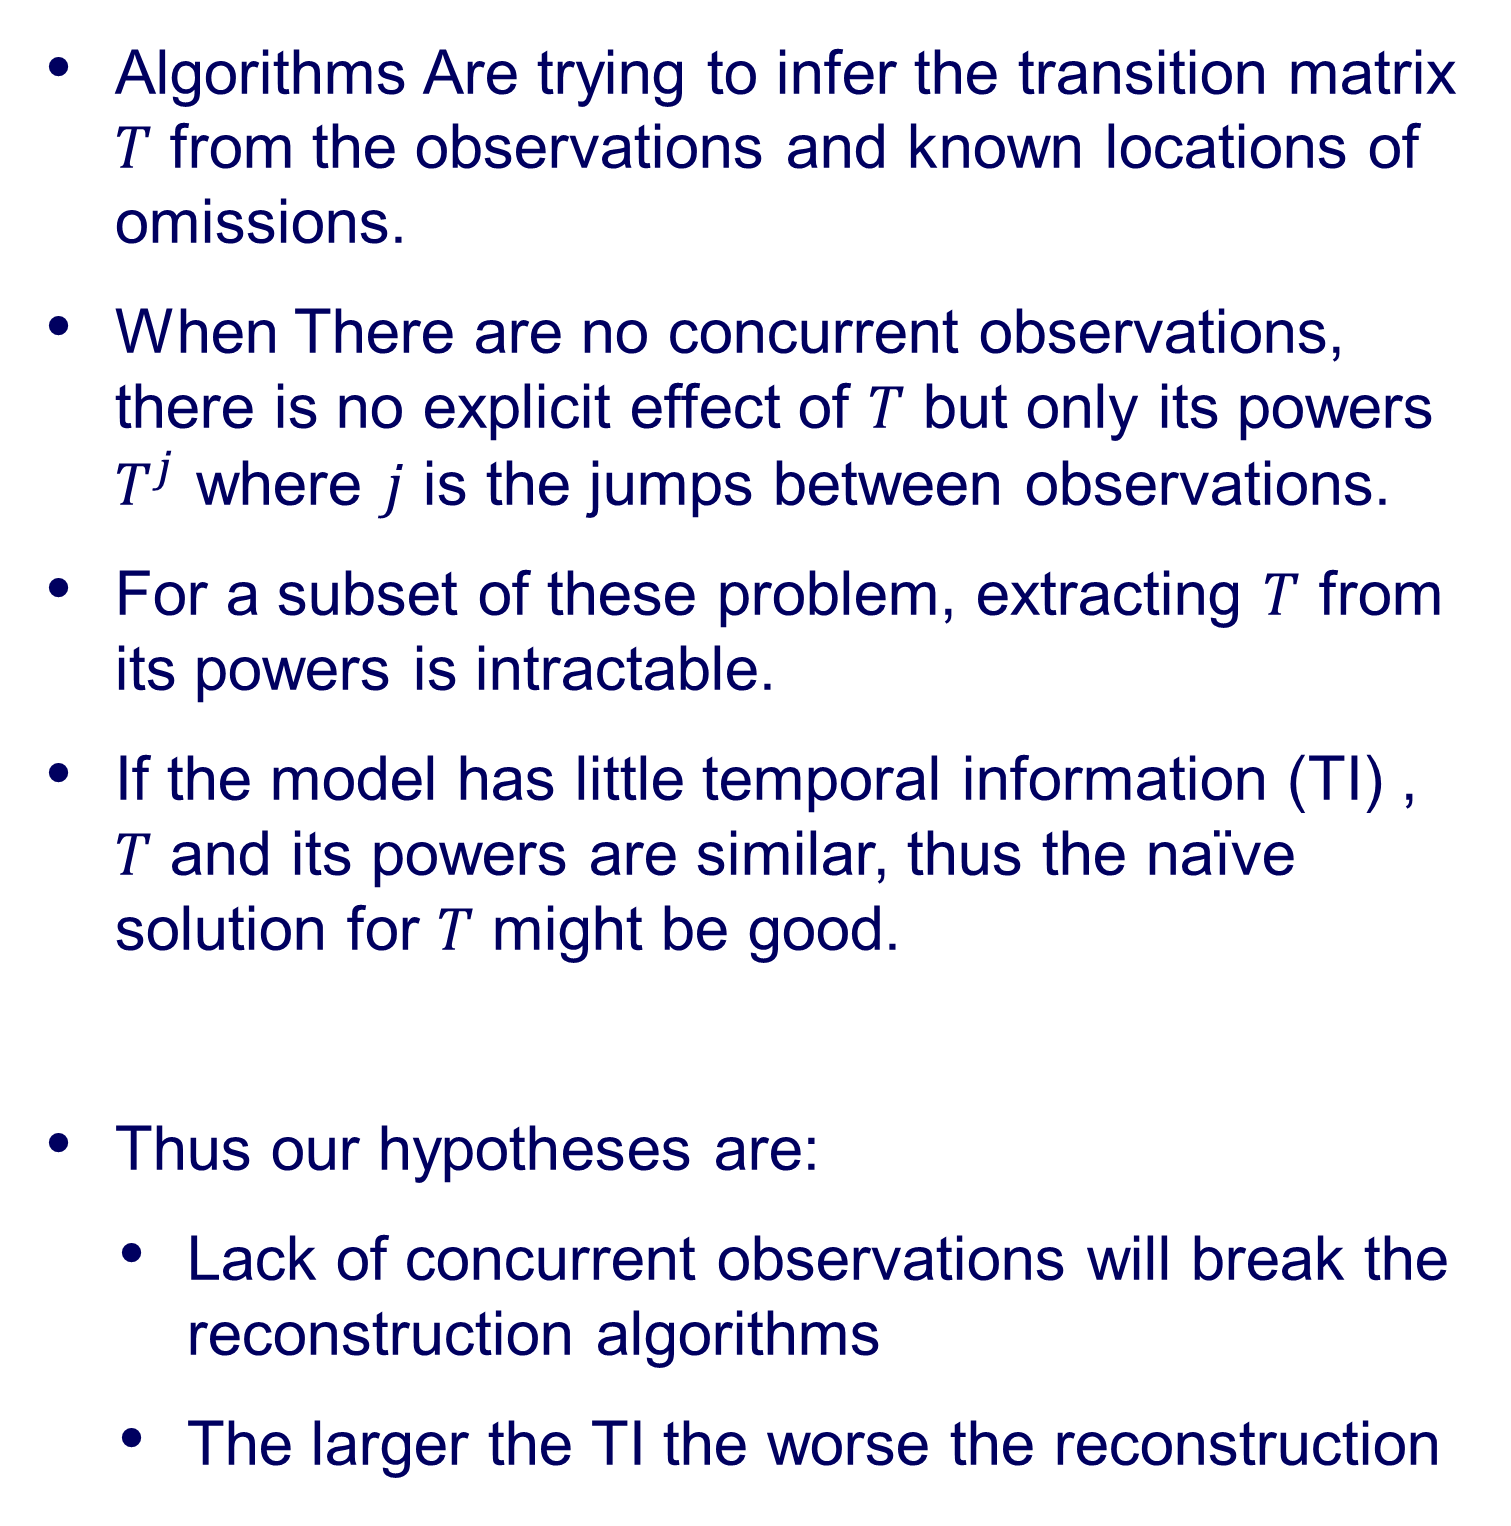 • Algorithms Are trying to infer the transition matrix
T from the observations and known locations of
omissions.
• When There are no concurrent observations,
there is no explicit effect of T but only its powers
T^j where j is the jumps between observations.
• For a subset of these problem, extracting T from
its powers is intractable.
• If the model has little temporal information (TI) ,
T and its powers are similar, thus the naïve
solution for T might be good.
• Thus our hypotheses are:
• Lack of concurrent observations will break the
reconstruction algorithms
• The larger the TI the worse the reconstruction